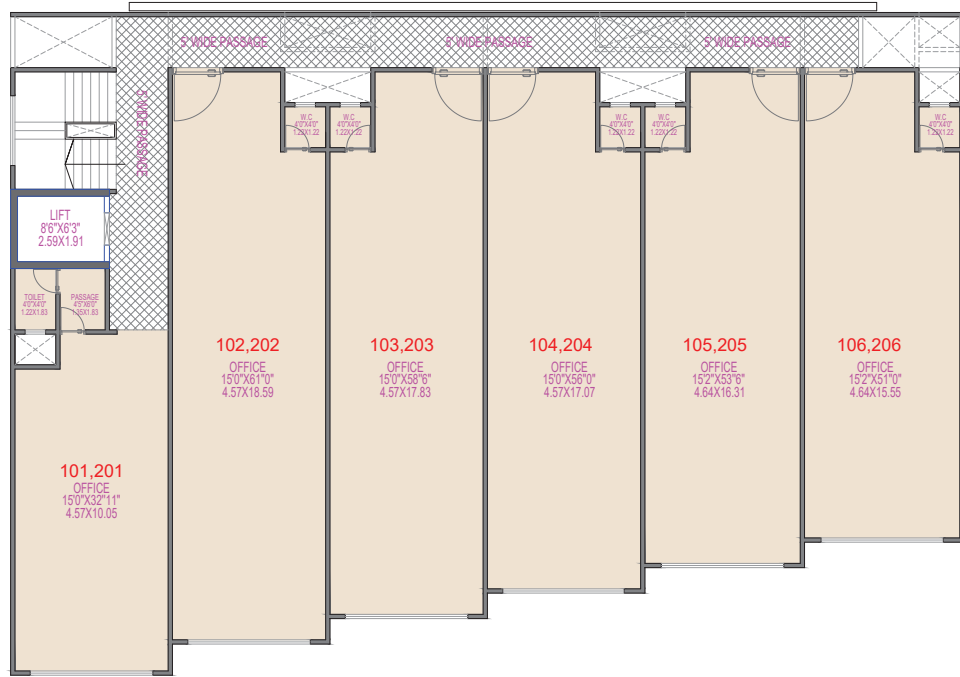 5' WIDE PASSAGE
5' WIDE PASSAGE
5' WIDE PASSAGE
5' WIDE PASSAGE
W.C
4'0"X4'0"
1.22X1.22
W.C
4'0"X4'0"
1.22X1.22
W.C
4'0"X4'0"
1.22X1.22
W.C
4'0"X4'0"
1.22X1.22
W.C
4'0"X4'0"
1.22X1.22
LIFT
8'6"X6'3"
2.59X1.91
TOILET
4'0"X4'0"
1.22X1.83
PASSAGE
4'5"X6'0"
1.35X1.83
101,201
OFFICE
15'0"X32'11"
4.57X10.05
102,202
OFFICE
15'0"X61'0"
4.57X18.59
103,203
OFFICE
15'0"X58'6"
4.57X17.83
104,204
OFFICE
15'0"X56'0"
4.57X17.07
105,205
OFFICE
15'2"X53'6"
4.64X16.31
106,206
OFFICE
15'2"X51'0"
4.64X15.55